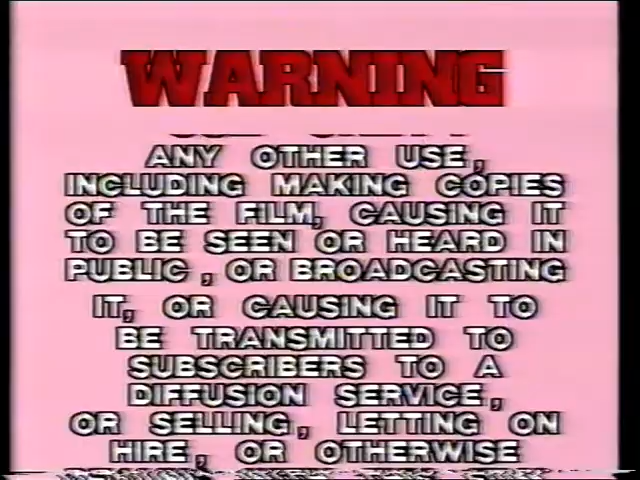 WARNING
ANY OTHER USE,
INCLUDING MAKING COPIES
OF THE FILM, CAUSING IT
TO BE SEEN OR HEARD IN
PUBLIC, OR BROADCASTING
IT, OR CAUSING IT TO
BE TRANSMITTED TO
SUBSCRIBERS TO A
DIFFUSION SERVICE,
OR SELLING, LETTING ON
HIRE, OR OTHERWISE